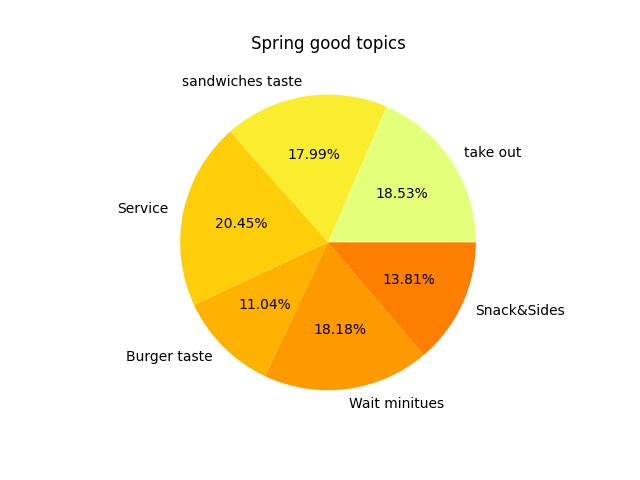 Spring good topics
sandwiches taste
17.99%
take out
18.53%
Service
20.45%
Burger taste
11.04%
Wait minitues
18.18%
Snack&Sides
13.81%